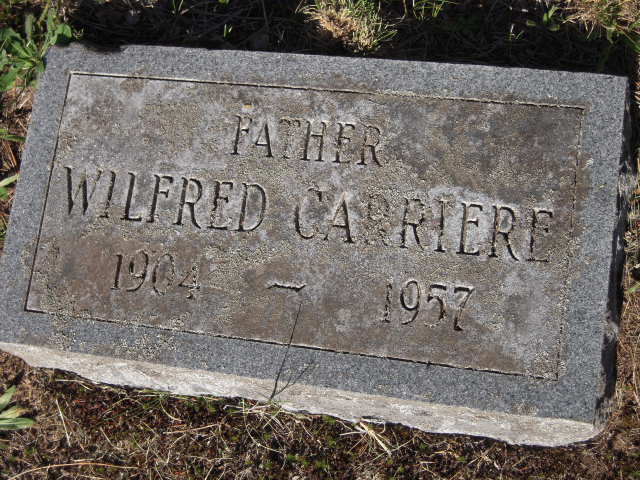 FATHER
WILFRED CARRIERE
1904 – 1957